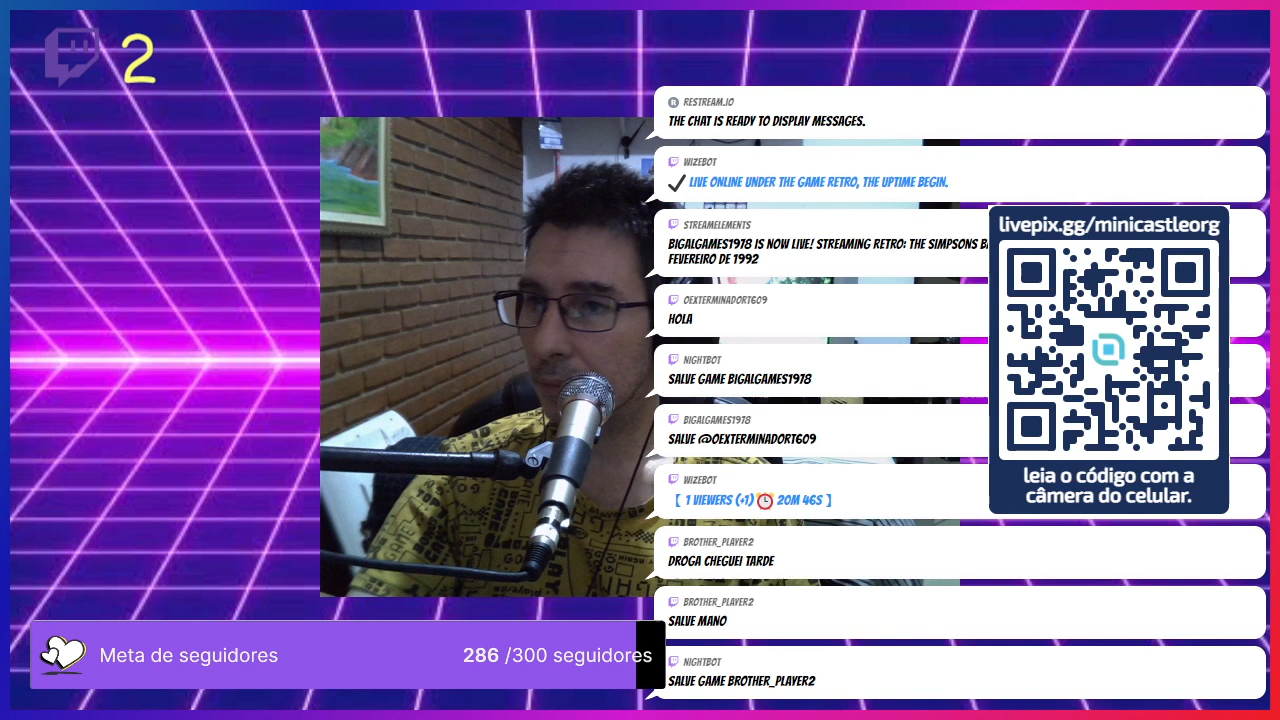 2
RESTREAM.IO
THE CHAT IS READY TO DISPLAY MESSAGES.
WIZEBOT
LIVE ONLINE UNDER THE GAME RETRO, THE UPTIME BEGIN.
STREAMELEMENTS
BIGALGAMES1978 IS NOW LIVE! STREAMING RETRO: THE SIMPSONS
FEVEREIRO DE 1992
livepix.gg/minicastleorg
OEXTERMINADORT609
HOLA
NIGHTBOT
SALVE GAME BIGALGAMES1978
BIGALGAMES1978
SALVE @OEXTERMINADORT609
WIZEBOT
【 1 VIEWERS (+1) ⏰ 20M 46S 】
leia o código com a
câmera do celular.
BROTHER_PLAYER2
DROGA CHEGUEI TARDE
BROTHER_PLAYER2
SALVE MANO
NIGHTBOT
SALVE GAME BROTHER_PLAYER2
Meta de seguidores
286 /300 seguidores